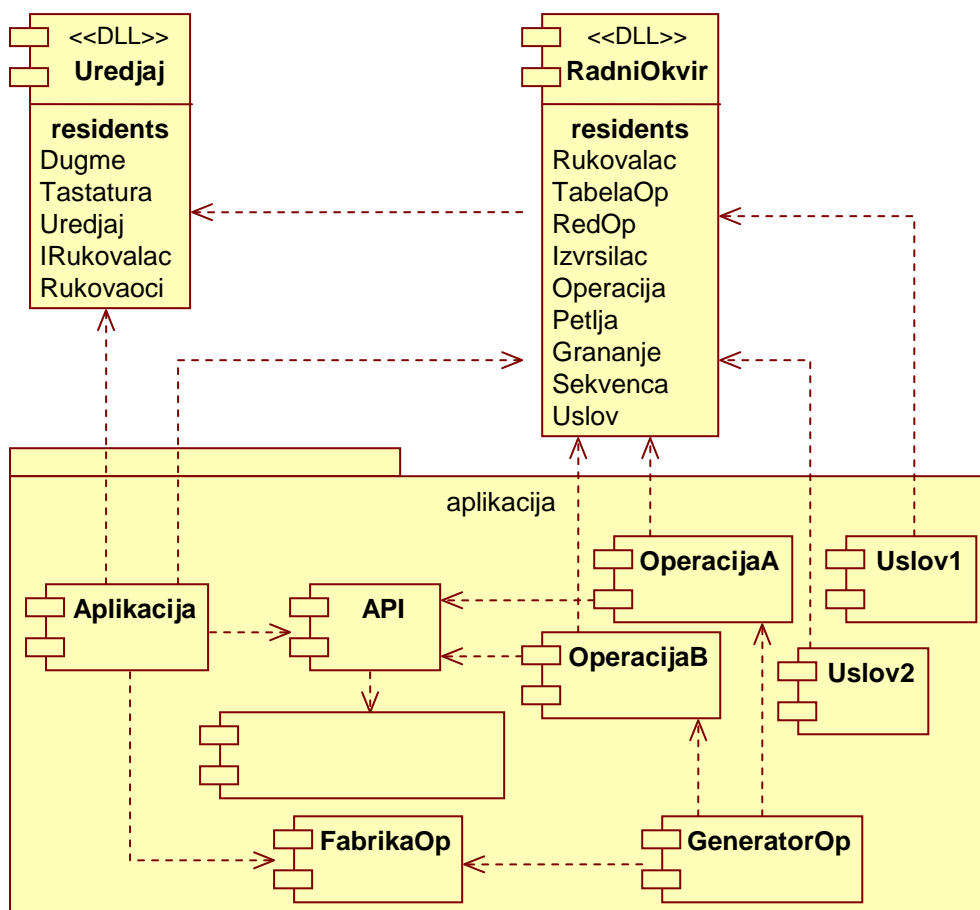 <<DLL>>
Uredjaj
residents
Dugme
Tastatura
Uredjaj
IRukovalac
Rukovaoci
<<DLL>>
RadniOkvir
residents
Rukovalac
TabelaOp
RedOp
Izvrsilac
Operacija
Petlja
Grananje
Sekvenca
Uslov
aplikacija
OperacijaA
Uslov1
Aplikacija
API
OperacijaB
Uslov2
FabrikaOp
GeneratorOp